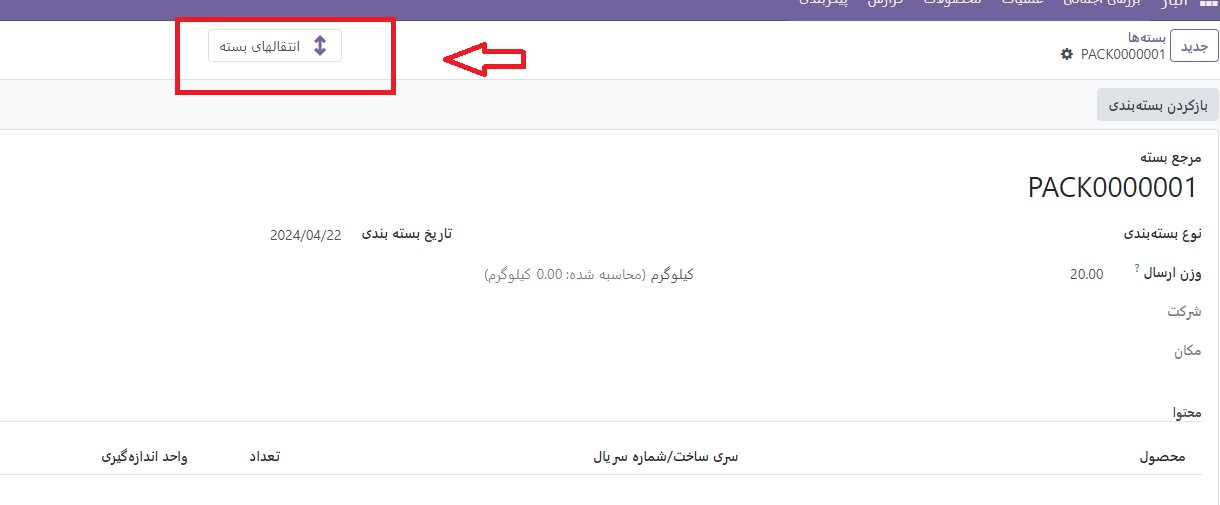 انبار بررسی اجمالی عملیات محصولات گزارش پیکربندی
جدید
بسته‌ها
PACK0000001
انتقالهای بسته
بازکردن بسته‌بندی
مرجع بسته
PACK0000001
نوع بسته‌بندی
تاریخ بسته بندی 2024/04/22
وزن ارسال ? 20.00 کیلوگرم (محاسبه شده: 0.00 کیلوگرم)
شرکت
مکان
محتوا
محصول سری ساخت/شماره سریال تعداد واحد اندازه‌گیری